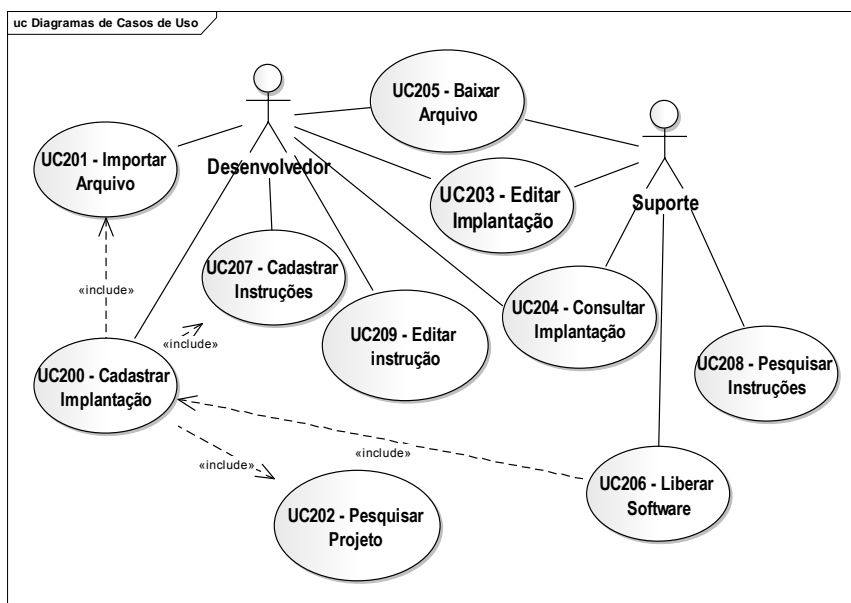 uc Diagramas de Casos de Uso
UC205 - Baixar
Arquivo
UC201 - Importar
Arquivo
Desenvolvedor
UC203 - Editar
Implantação
Suporte
UC207 - Cadastrar
Instruções
«include»
UC204 - Consultar
Implantação
UC209 - Editar
instrução
«include»
UC200 - Cadastrar
Implantação
UC208 - Pesquisar
Instruções
«include»
«include»
UC206 - Liberar
Software
UC202 - Pesquisar
Projeto